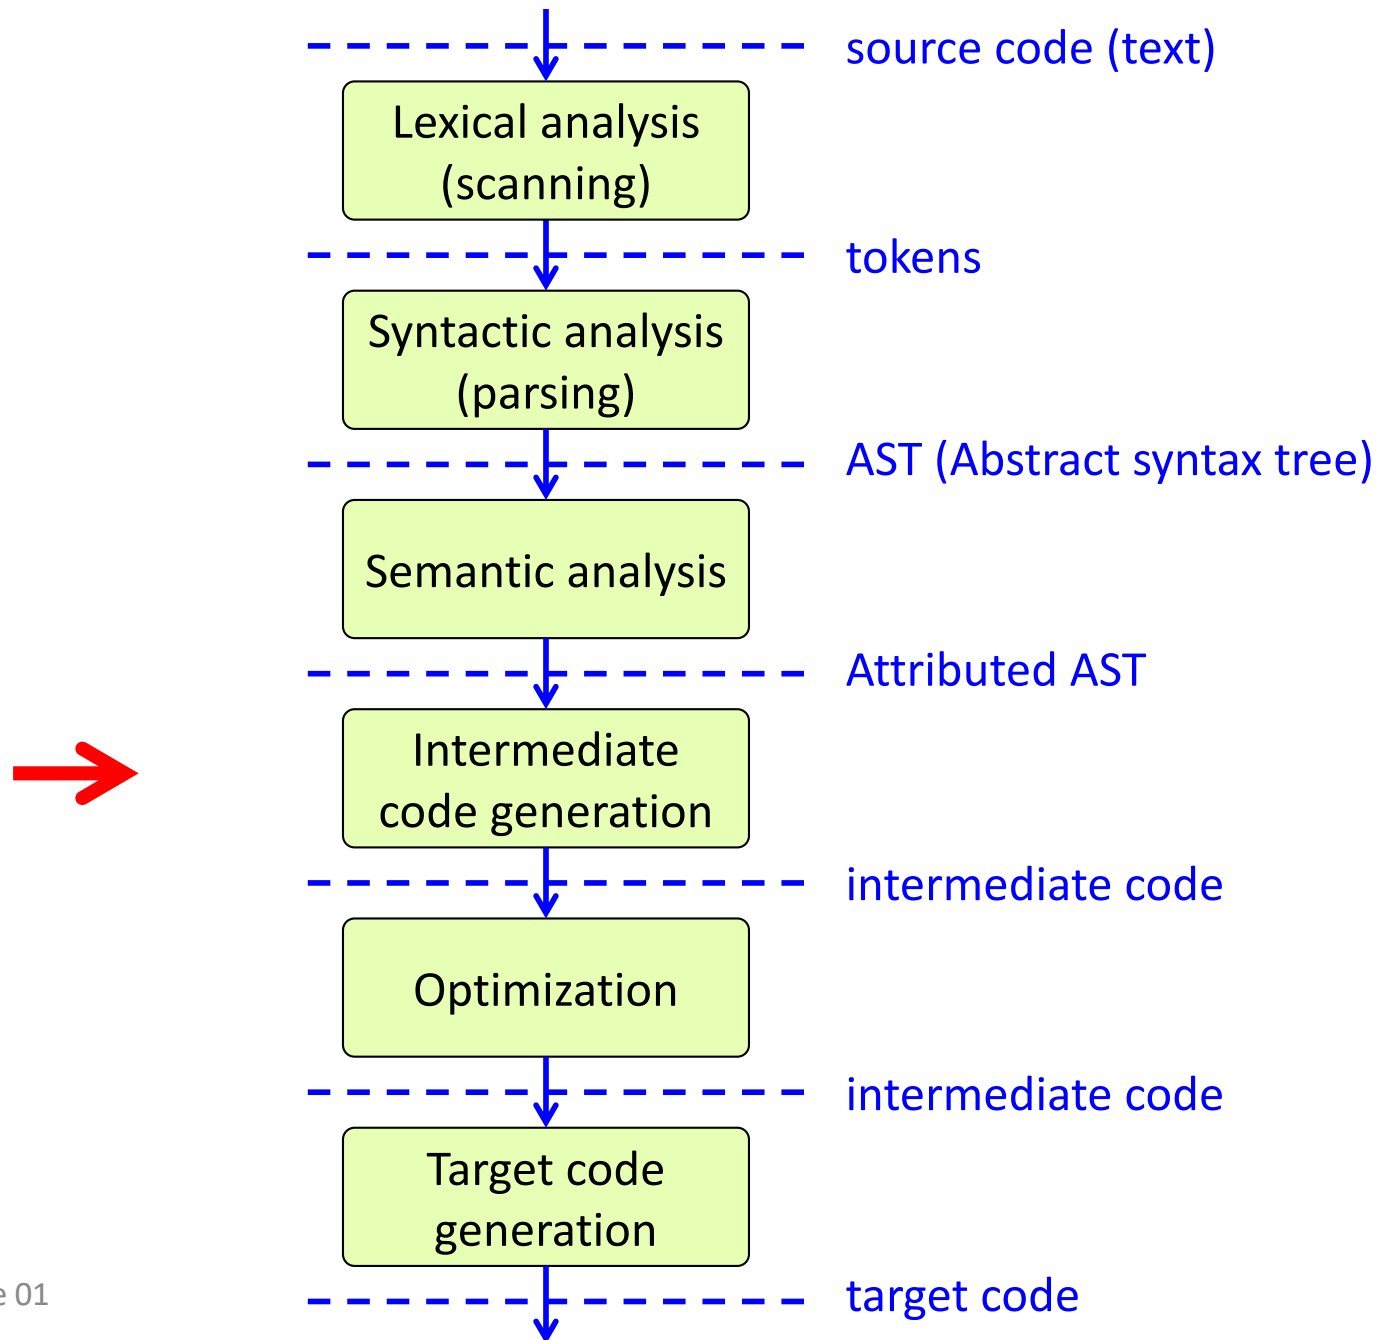 source code (text)
Lexical analysis
(scanning)
tokens
Syntactic analysis
(parsing)
AST (Abstract syntax tree)
Semantic analysis
Attributed AST
Intermediate
code generation
intermediate code
Optimization
intermediate code
Target code
generation
target code
01